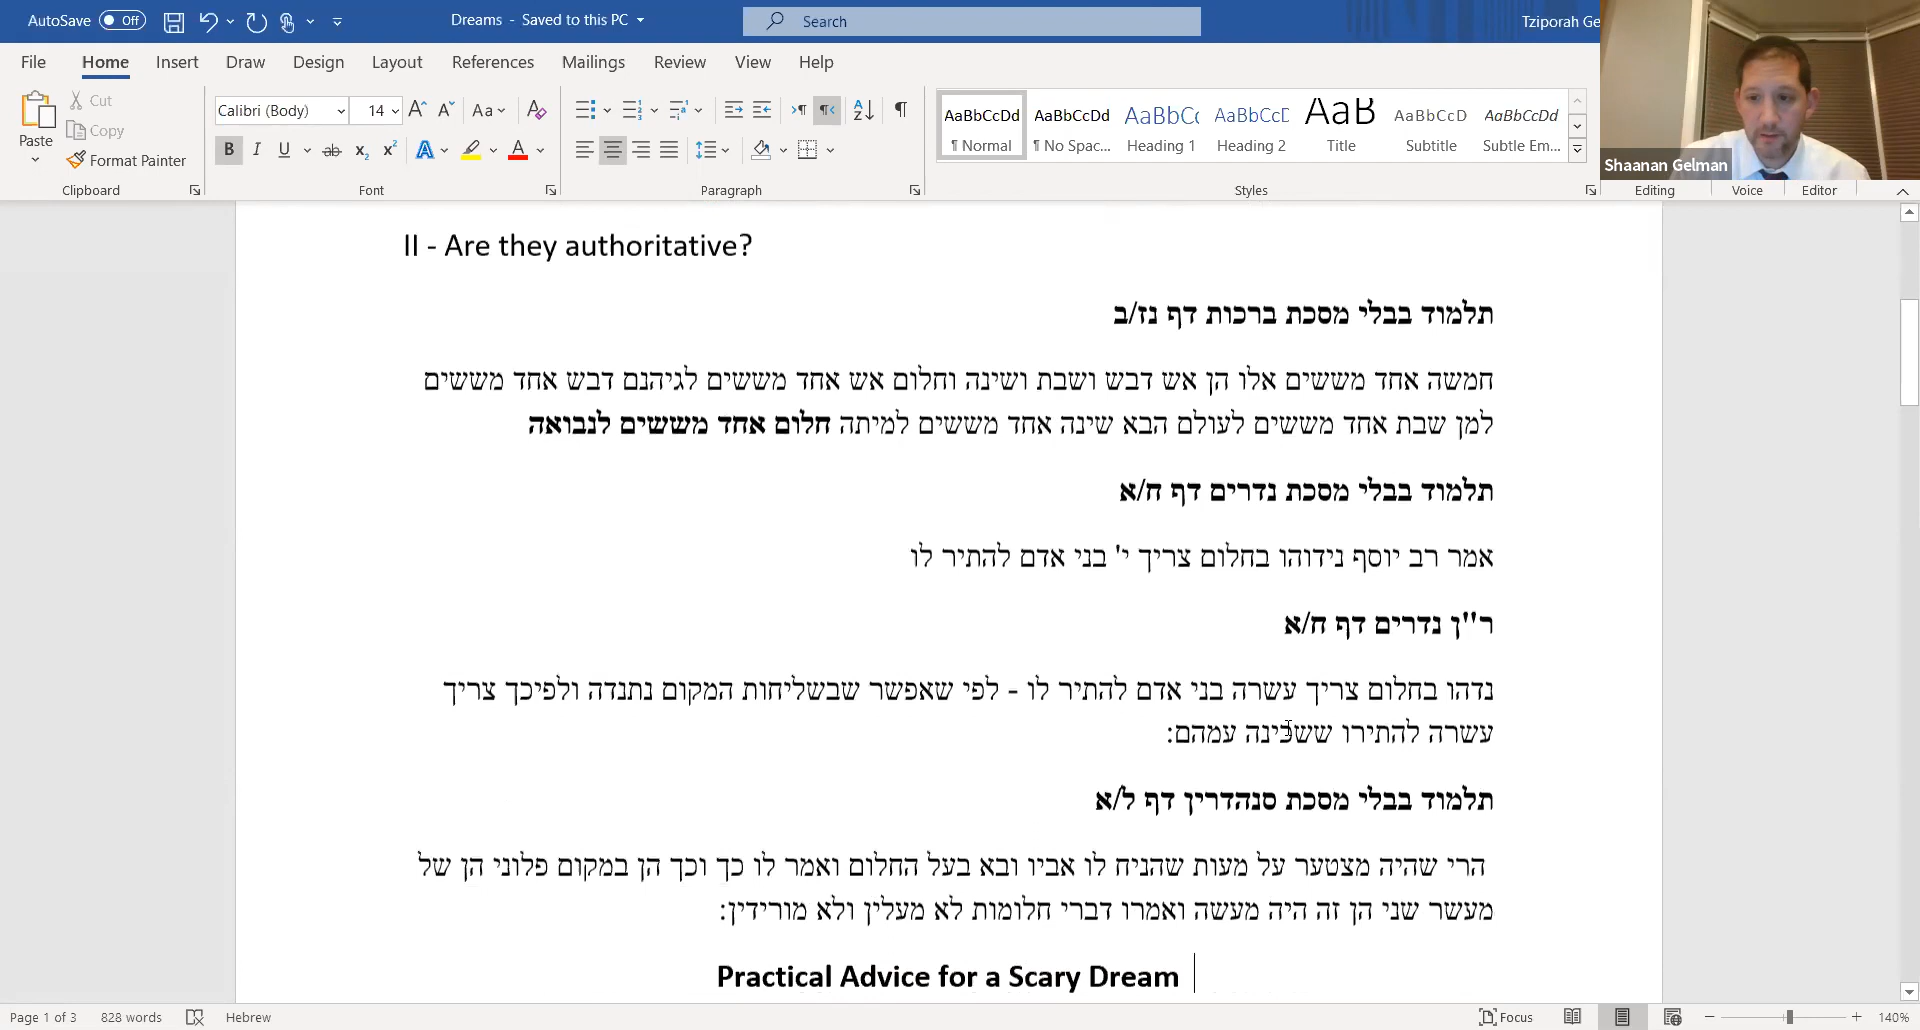 AutoSave Off Dreams - Saved to this PC Search Tziporah Ge
File Home Insert Draw Design Layout References Mailings Review View Help
Paste Cut Copy Format Painter
Calibri (Body) 14
AaBbCcDd AaBbCcDd AaBbCc AaBbCcD AaB AaBbCcD AaBbCcDd
¶ Normal ¶ No Spac... Heading 1 Heading 2 Title Subtitle Subtle Em...
Shaanan Gelman
Clipboard Font Paragraph Styles Editing Voice Editor
II - Are they authoritative?
תלמוד בבלי מסכת ברכות דף נז/ב
חמשה אחד מששים אלו הן אש דבש ושבת ושינה וחלום אש אחד מששים לגיהנם דבש אחד מששים
למן שבת אחד מששים לעולם הבא שינה אחד מששים למיתה חלום אחד מששים לנבואה
תלמוד בבלי מסכת נדרים דף ח/א
אמר רב יוסף נידוהו בחלום צריך י' בני אדם להתיר לו
ר"ן נדרים דף ח/א
נדהו בחלום צריך עשרה בני אדם להתיר לו - לפי שאפשר שבשליחות המקום נתנדה ולפיכך צריך
עשרה להתירו ששכינה עמהם:
תלמוד בבלי מסכת סנהדרין דף ל/א
הרי שהיה מצטער על מעות שהניח לו אביו ובא בעל החלום ואמר לו כך וכך הן במקום פלוני הן של
מעשר שני הן זה היה מעשה ואמרו דברי חלומות לא מעלין ולא מורידין:
Practical Advice for a Scary Dream
Page 1 of 3 828 words Hebrew Focus 140%